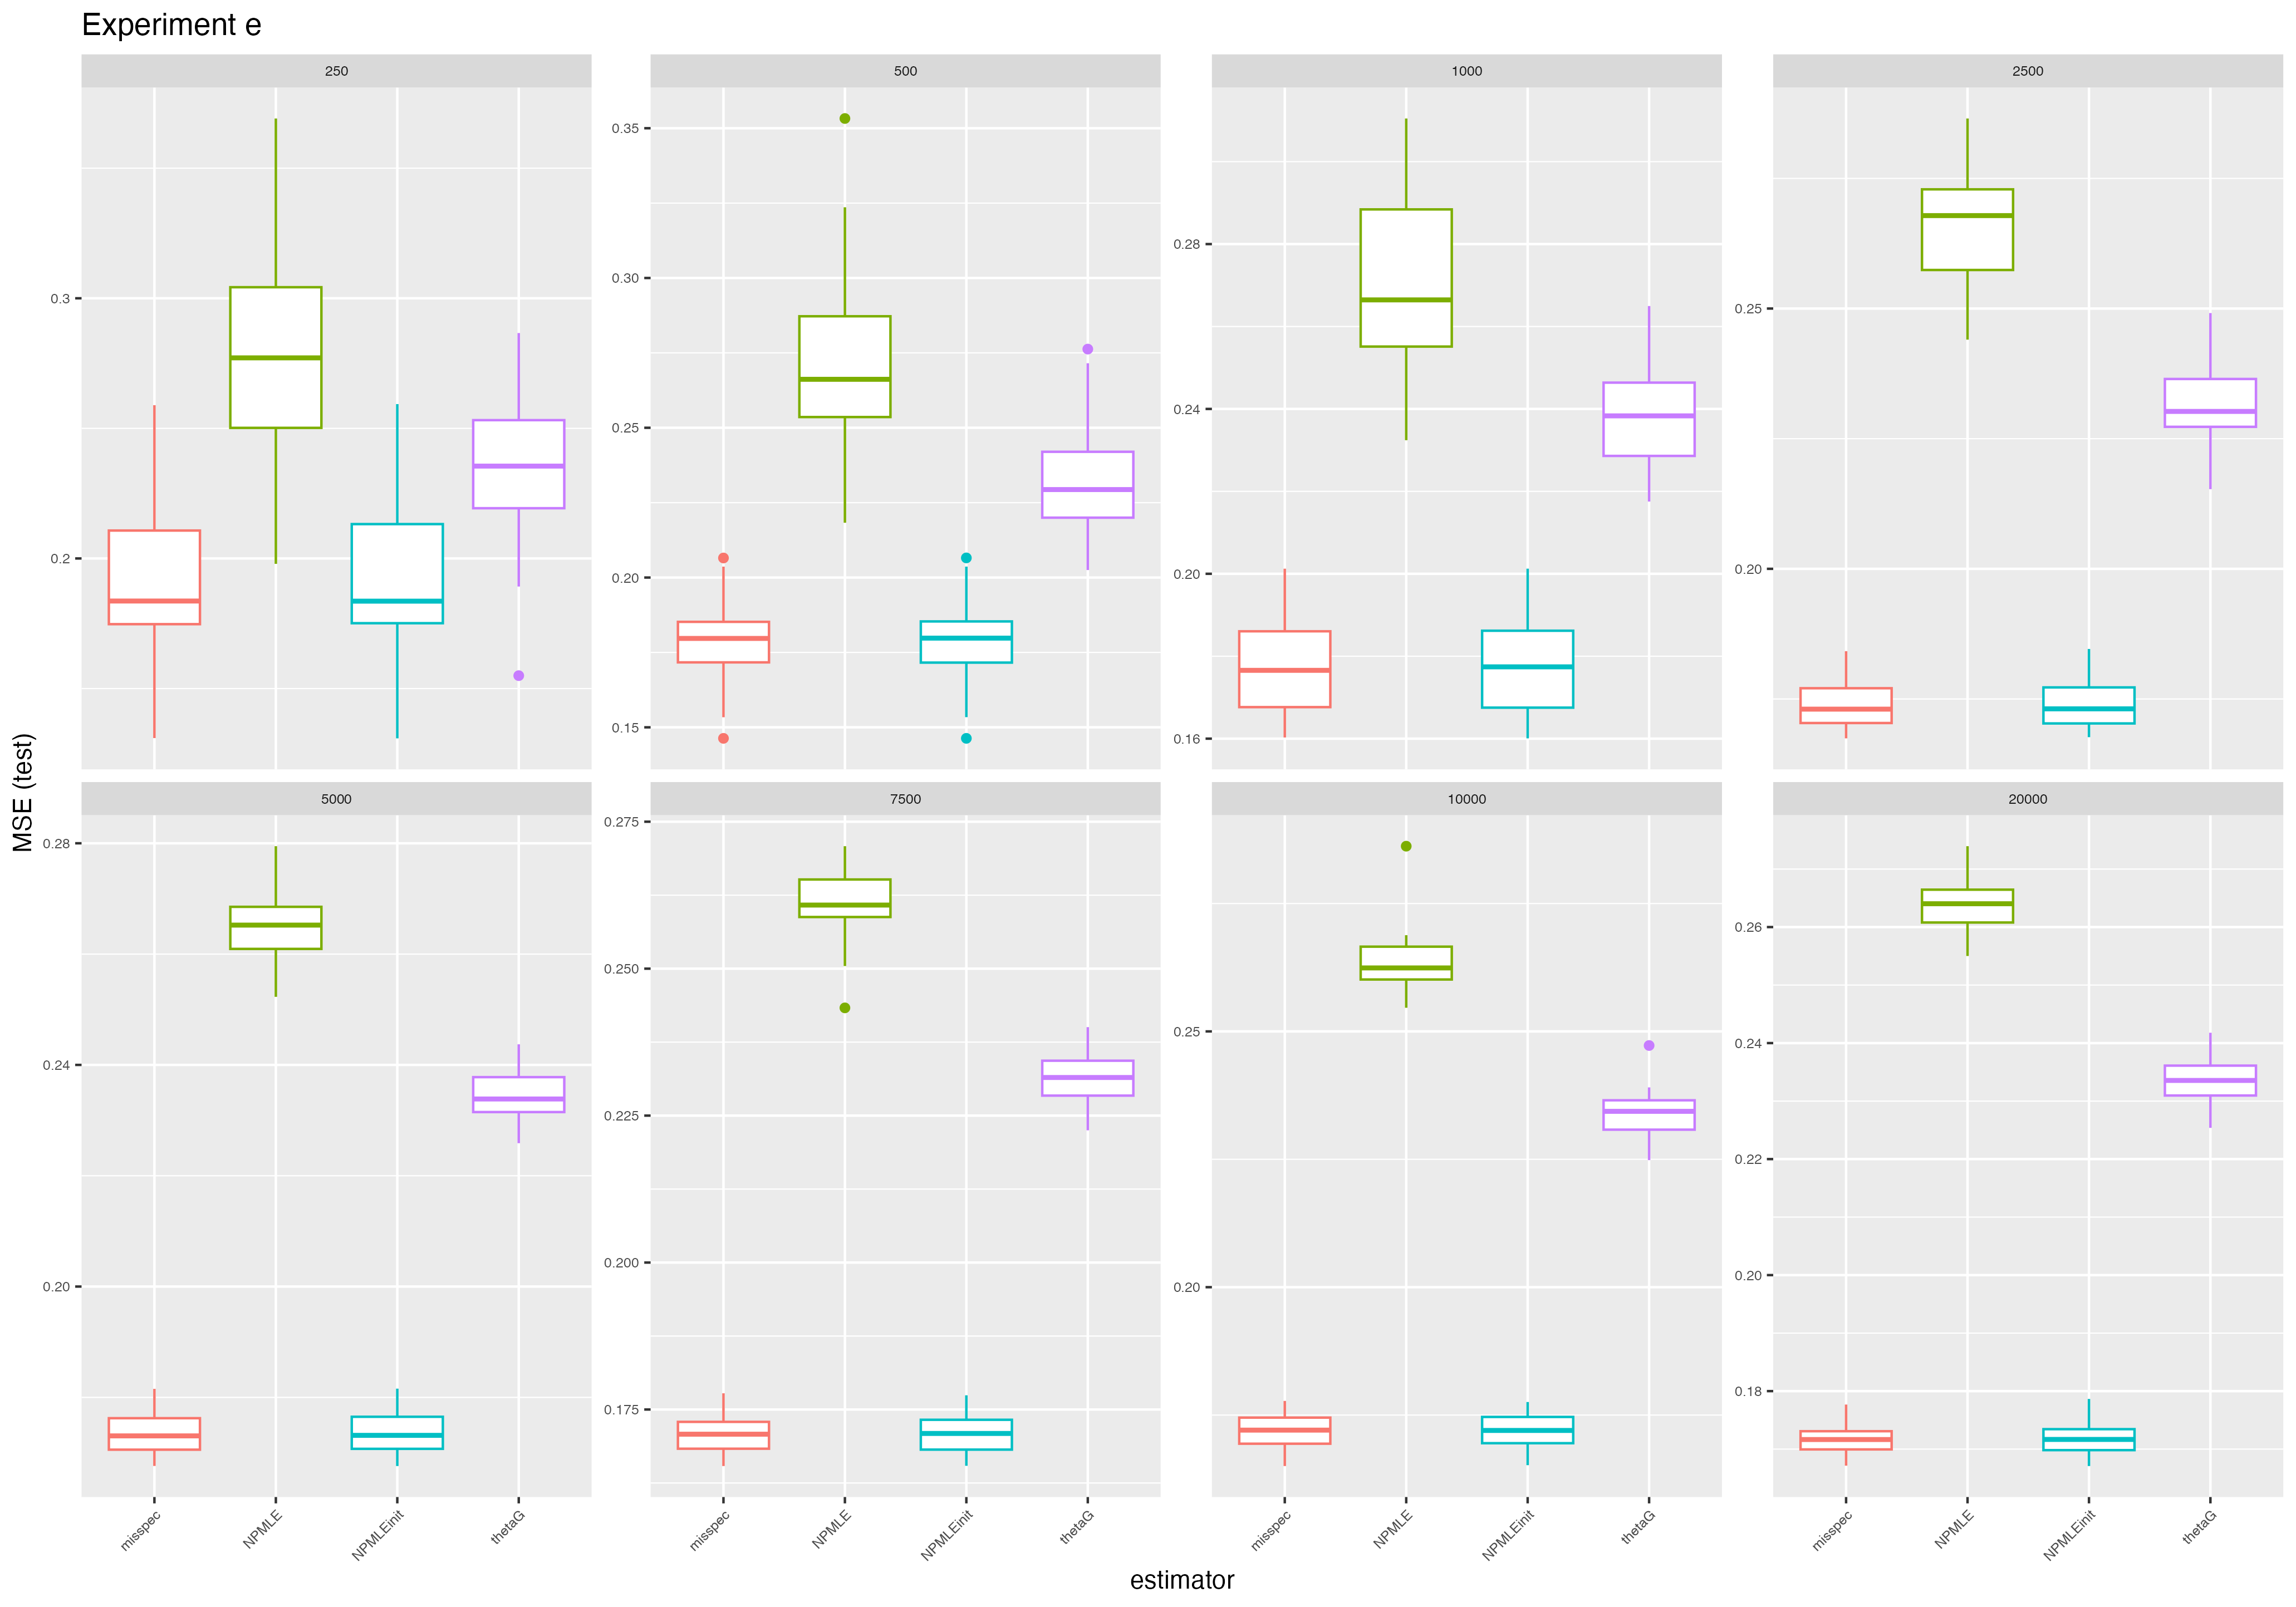 Experiment e
250
500
1000
2500
0.3
0.2
0.35
0.30
0.25
0.20
0.15
0.28
0.24
0.20
0.16
0.25
0.20
MSE (test)
5000
7500
10000
20000
0.28
0.24
0.20
0.275
0.250
0.225
0.200
0.175
0.25
0.20
0.26
0.24
0.22
0.20
0.18
misspec
NPMLE
NPMLEinit
thetaG
misspec
NPMLE
NPMLEinit
thetaG
misspec
NPMLE
NPMLEinit
thetaG
misspec
NPMLE
NPMLEinit
thetaG
estimator